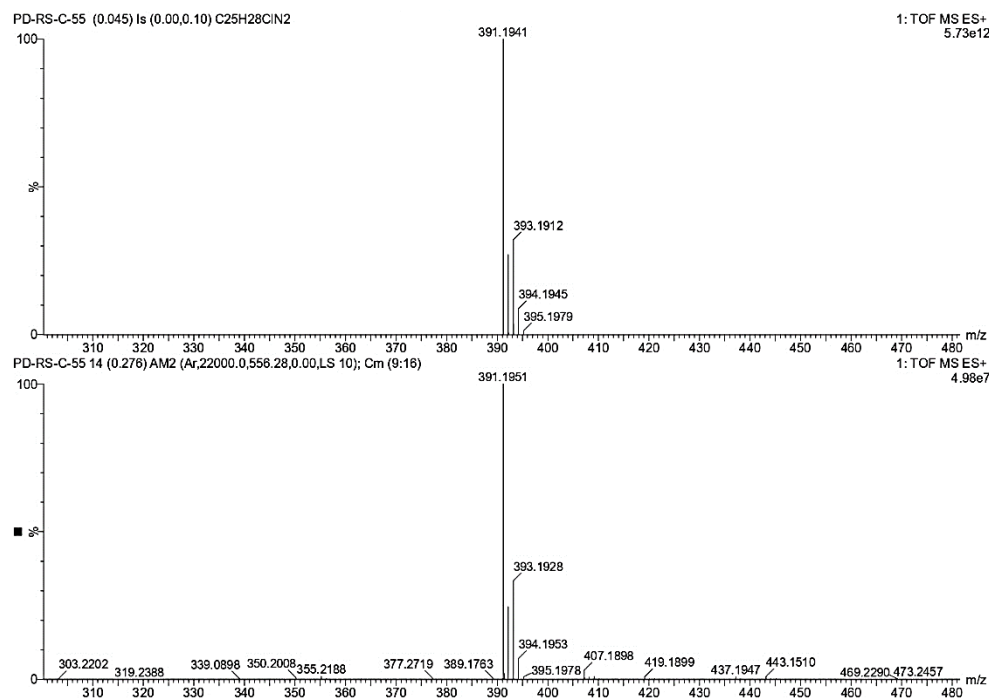 PD-RS-C-55 (0.045) Is (0.00,0.10) C25H28ClN2
1: TOF MS ES+
5.73e12
100
391.1941
%
393.1912
394.1945
395.1979
0
m/z
310 320 330 340 350 360 370 380 390 400 410 420 430 440 450 460 470 480
PD-RS-C-55 14 (0.276) AM2 (Ar,22000.0,556.28,0.00,LS 10); Cm (9:16)
1: TOF MS ES+
4.98e7
100
391.1951
%
393.1928
394.1953
303.2202 319.2388 339.0898 350.2008 355.2188 377.2719 389.1763 395.1978 407.1898 419.1899 437.1947 443.1510 469.2290 473.2457
0
m/z
310 320 330 340 350 360 370 380 390 400 410 420 430 440 450 460 470 480